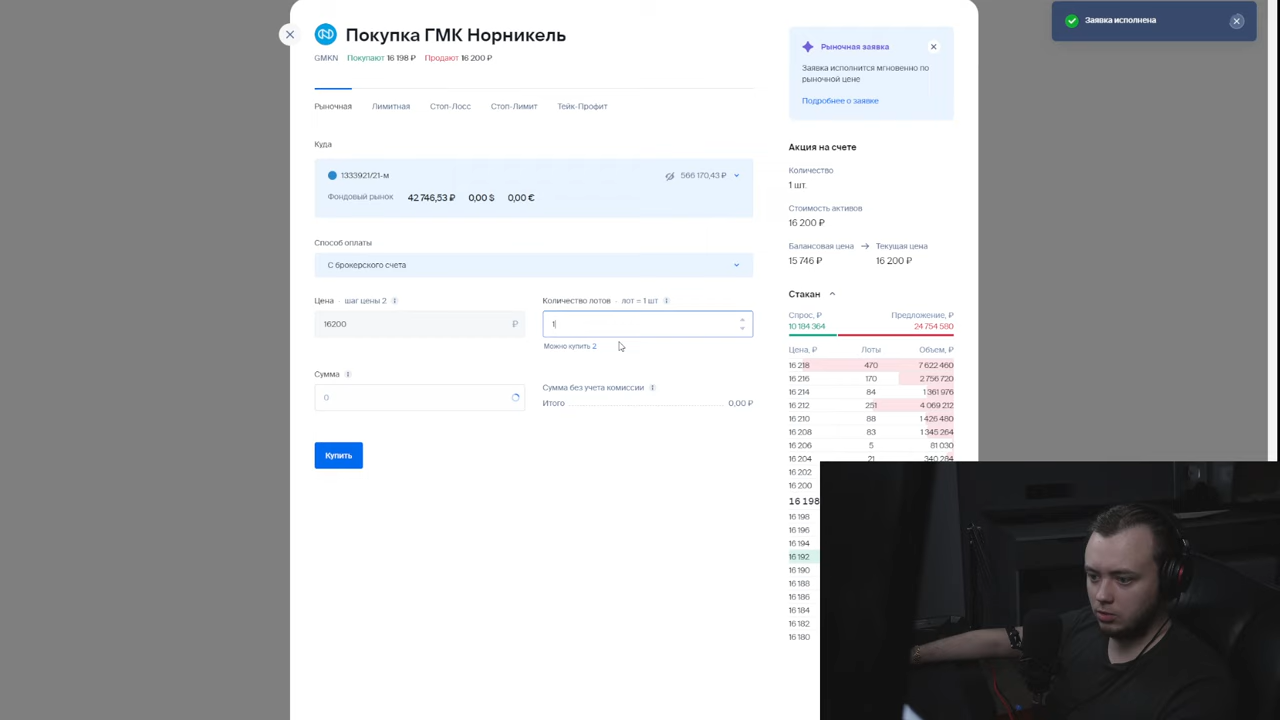 Заявка исполнена
Покупка ГМК Норникель
GMKN Покупают 16 198 ₽ Продают 16 200 ₽
Рыночная Лимитная Стоп-Лосс Стоп-Лимит Тейк-Профит
Куда
1333921/21-м 566 170,43 ₽
Фондовый рынок 42 746,53 ₽ 0,00 $ 0,00 €
Способ оплаты
С брокерского счета
Цена · шаг цены 2
Количество лотов · лот = 1 шт
16200 ₽
1
Можно купить 2
Сумма
0
Сумма без учета комиссии
Итого 0,00 ₽
Купить
Рыночная заявка
Заявка исполнится мгновенно по
рыночной цене
Подробнее о заявке
Акция на счете
Количество
1 шт.
Стоимость активов
16 200 ₽
Балансовая цена → Текущая цена
15 746 ₽ 16 200 ₽
Стакан
Спрос, ₽ Предложение, ₽
10 184 364 24 754 580
Цена, ₽ Лоты Объем, ₽
16 218 470 7 622 460
16 216 170 2 756 720
16 214 84 1 361 976
16 212 251 4 069 212
16 210 88 1 426 480
16 208 83 1 345 264
16 206 5 81 030
16 204 21 340 284
16 202
16 200
16 198
16 198
16 196
16 194
16 192
16 190
16 188
16 186
16 184
16 182
16 180